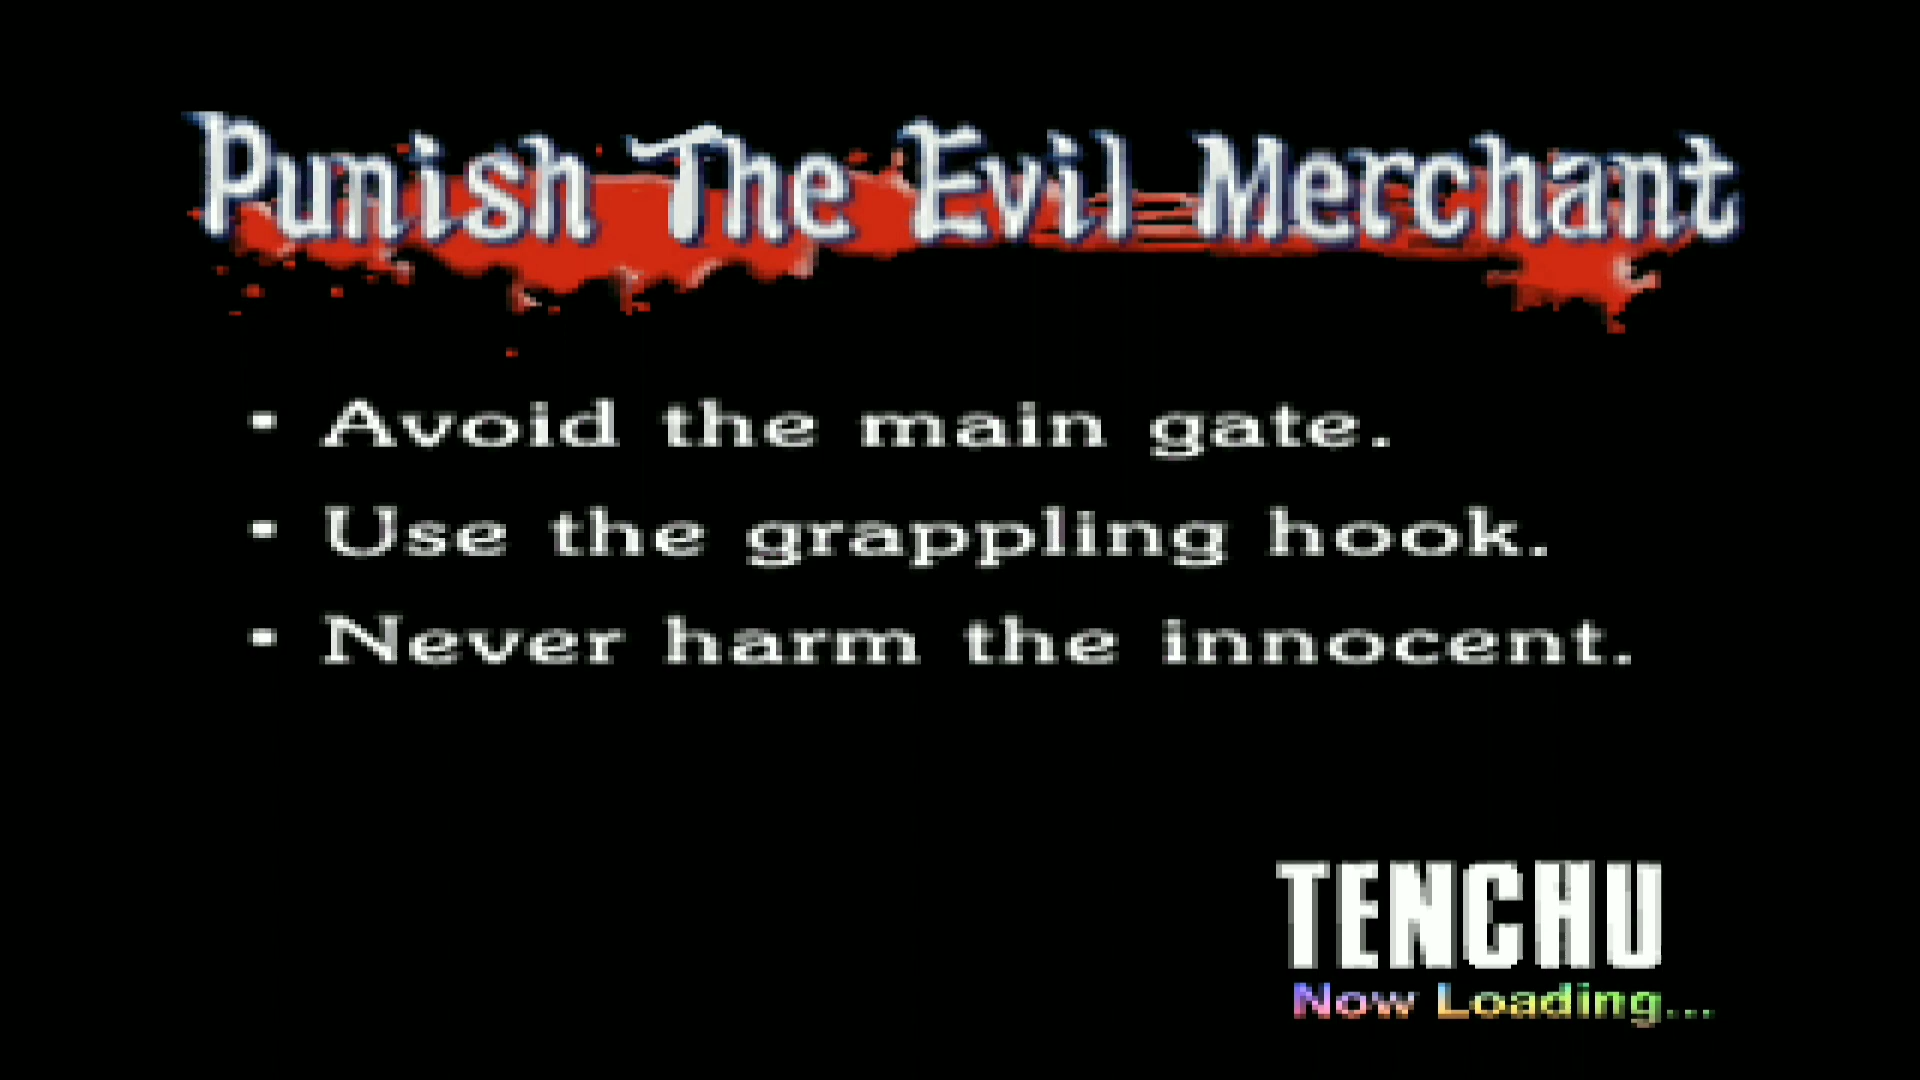 Punish The Evil Merchant
• Avoid the main gate.
• Use the grappling hook.
• Never harm the innocent.
TENCHU
Now Loading...